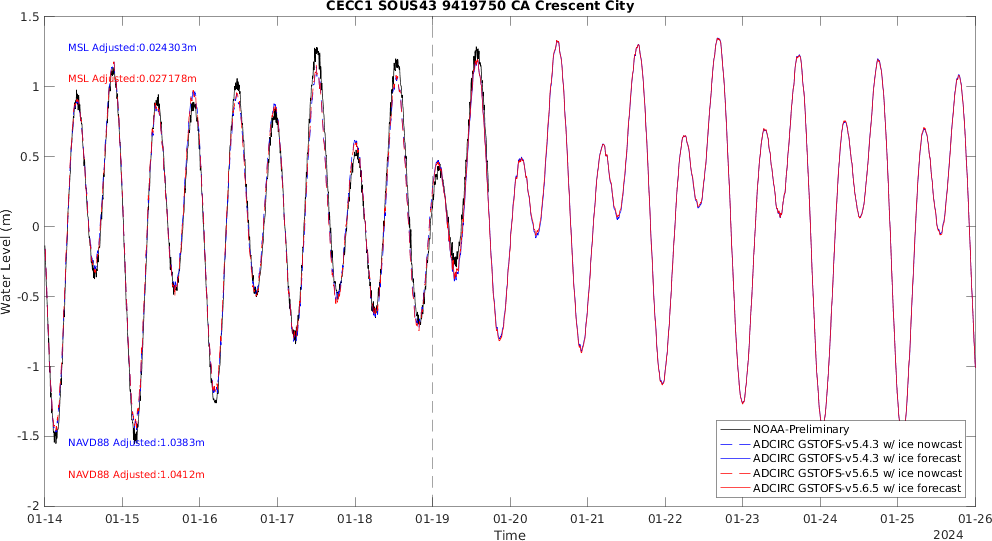 CECC1 SOUS43 9419750 CA Crescent City
1.5
1
0.5
0
-0.5
-1
-1.5
-2
Water Level (m)
MSL Adjusted:0.024303m
MSL Adjusted:0.027178m
NAVD88 Adjusted:1.0383m
NAVD88 Adjusted:1.0412m
NOAA-Preliminary
ADCIRC GSTOFS-v5.4.3 w/ ice nowcast
ADCIRC GSTOFS-v5.4.3 w/ ice forecast
ADCIRC GSTOFS-v5.6.5 w/ ice nowcast
ADCIRC GSTOFS-v5.6.5 w/ ice forecast
01-14 01-15 01-16 01-17 01-18 01-19 01-20 01-21 01-22 01-23 01-24 01-25 01-26
Time
2024